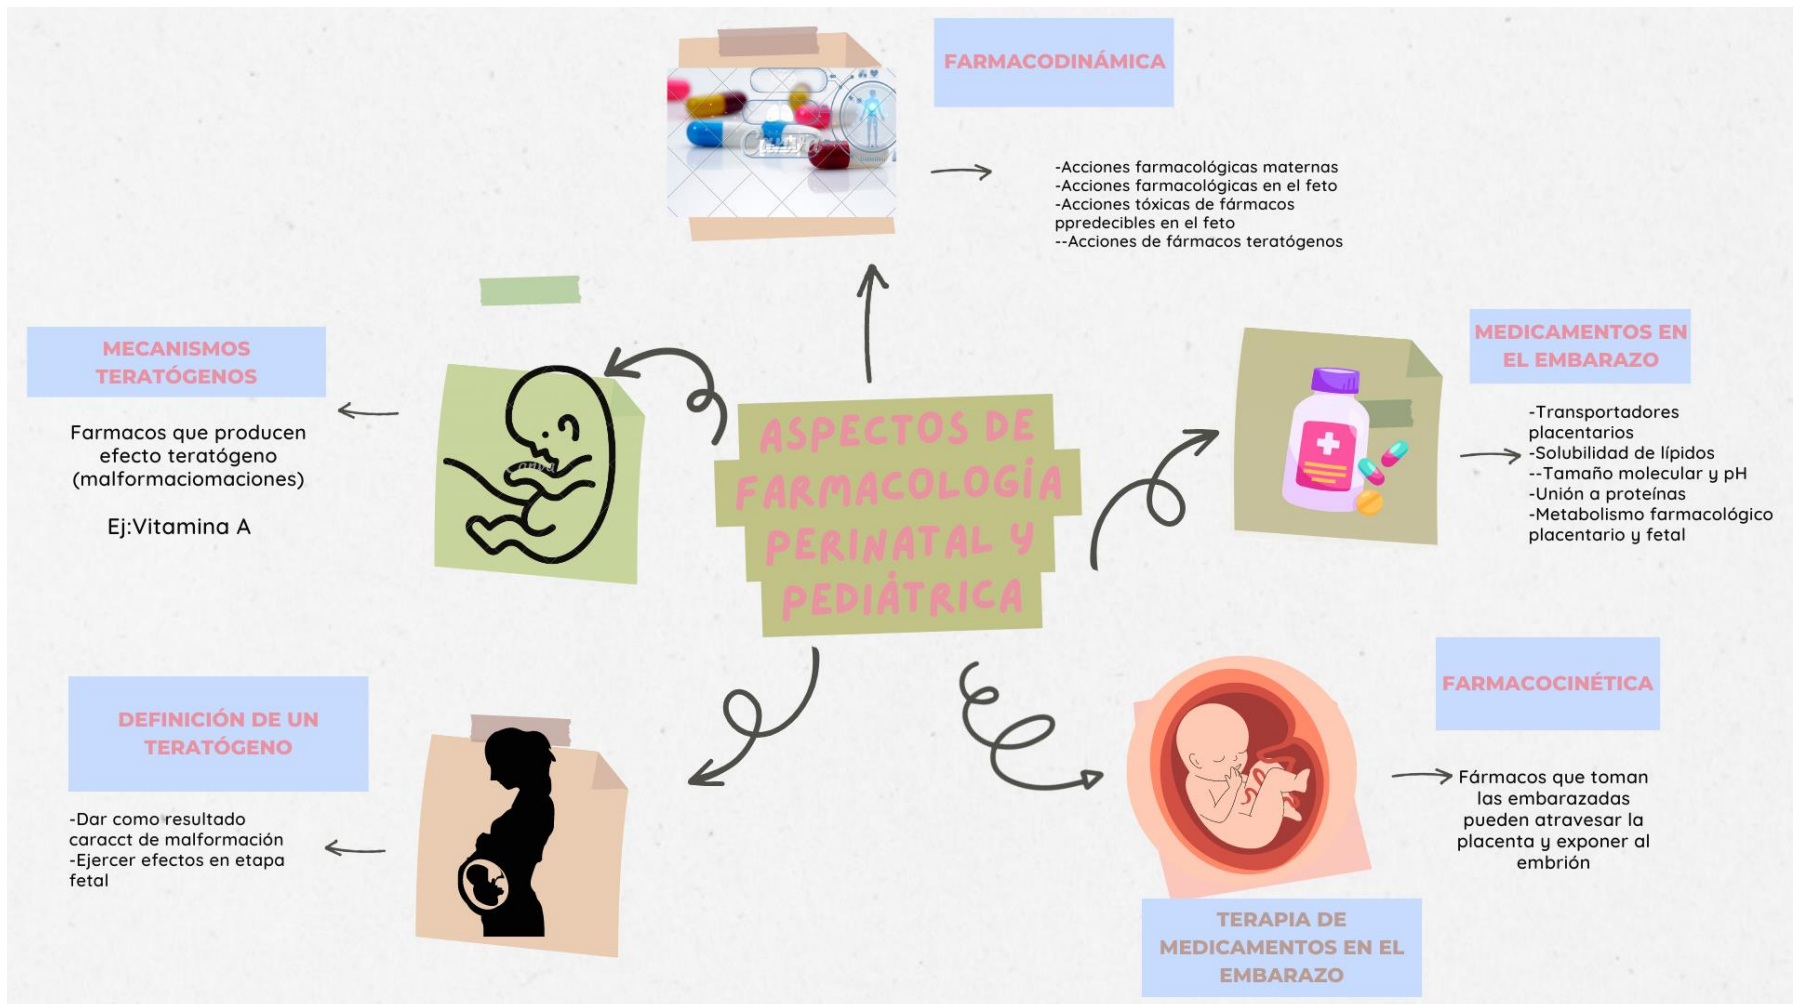 FARMACODINÁMICA
-Acciones farmacológicas maternas
-Acciones farmacológicas en el feto
-Acciones tóxicas de fármacos
ppredecibles en el feto
--Acciones de fármacos teratógenos
MECANISMOS
TERATÓGENOS
Farmacos que producen
efecto teratógeno
(malformaciomaciones)
Ej:Vitamina A
ASPECTOS DE
FARMACOLOGÍA
PERINATAL Y
PEDIÁTRICA
MEDICAMENTOS EN
EL EMBARAZO
-Transportadores
placentarios
-Solubilidad de lípidos
--Tamaño molecular y pH
-Unión a proteínas
-Metabolismo farmacológico
placentario y fetal
DEFINICIÓN DE UN
TERATÓGENO
-Dar como resultado
caracct de malformación
-Ejercer efectos en etapa
fetal
FARMACOCINÉTICA
Fármacos que toman
las embarazadas
pueden atravesar la
placenta y exponer al
embrión
TERAPIA DE
MEDICAMENTOS EN EL
EMBARAZO